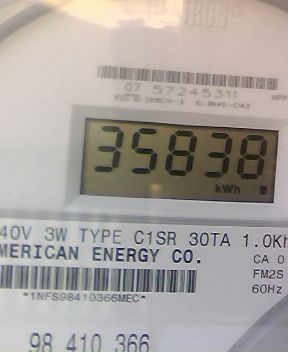 07 57245311
35838
kWh
40V 3W TYPE C1SR 30TA 1.0Kh
MERICAN ENERGY CO.
CA 0
FM2S
60Hz
*1NFS98410366MEC*
98 410 366